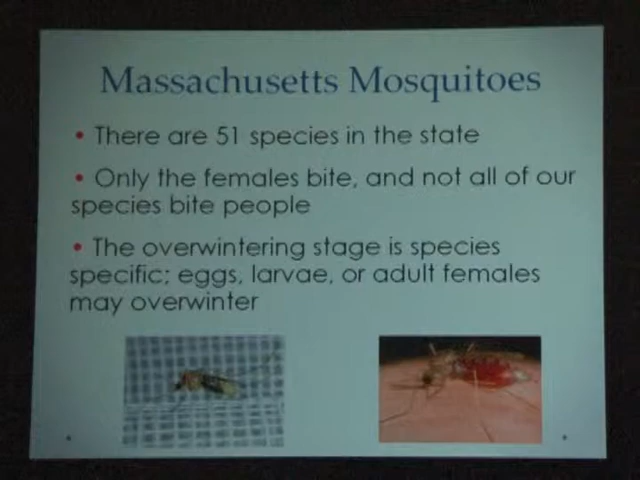 Massachusetts Mosquitoes
• There are 51 species in the state
• Only the females bite, and not all of our
species bite people
• The overwintering stage is species
specific; eggs, larvae, or adult females
may overwinter